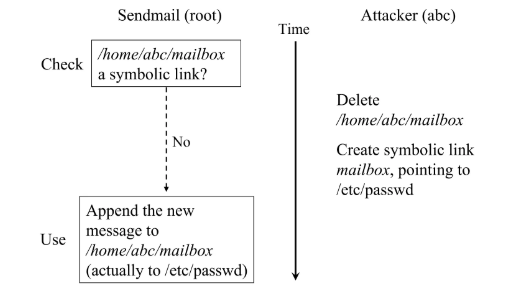 Sendmail (root)
Attacker (abc)
Time
Check
/home/abc/mailbox
a symbolic link?
No
Delete
/home/abc/mailbox
Create symbolic link
mailbox, pointing to
/etc/passwd
Use
Append the new
message to
/home/abc/mailbox
(actually to /etc/passwd)